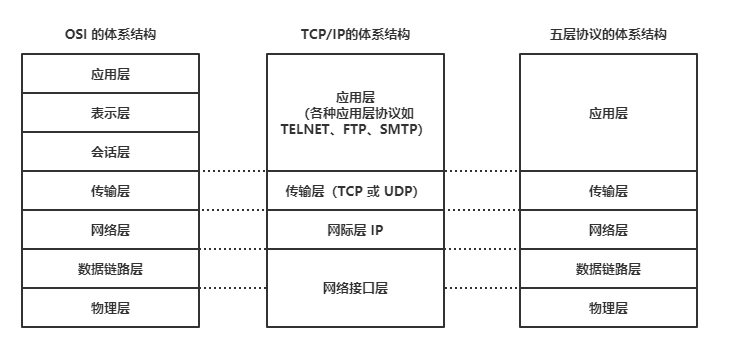 OSI 的体系结构
应用层
表示层
会话层
传输层
网络层
数据链路层
物理层
TCP/IP的体系结构
应用层
（各种应用层协议如
TELNET、FTP、SMTP）
传输层（TCP 或 UDP）
网际层 IP
网络接口层
五层协议的体系结构
应用层
传输层
网络层
数据链路层
物理层